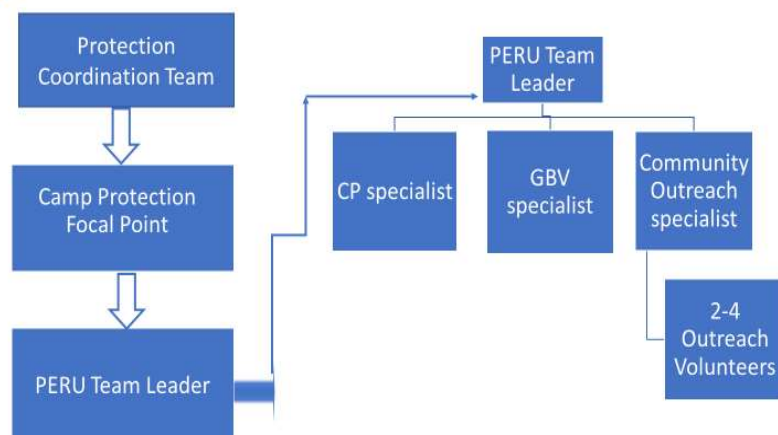 Protection
Coordination Team
Camp Protection
Focal Point
PERU Team Leader
PERU Team
Leader
CP specialist
GBV
specialist
Community
Outreach
specialist
2-4
Outreach
Volunteers